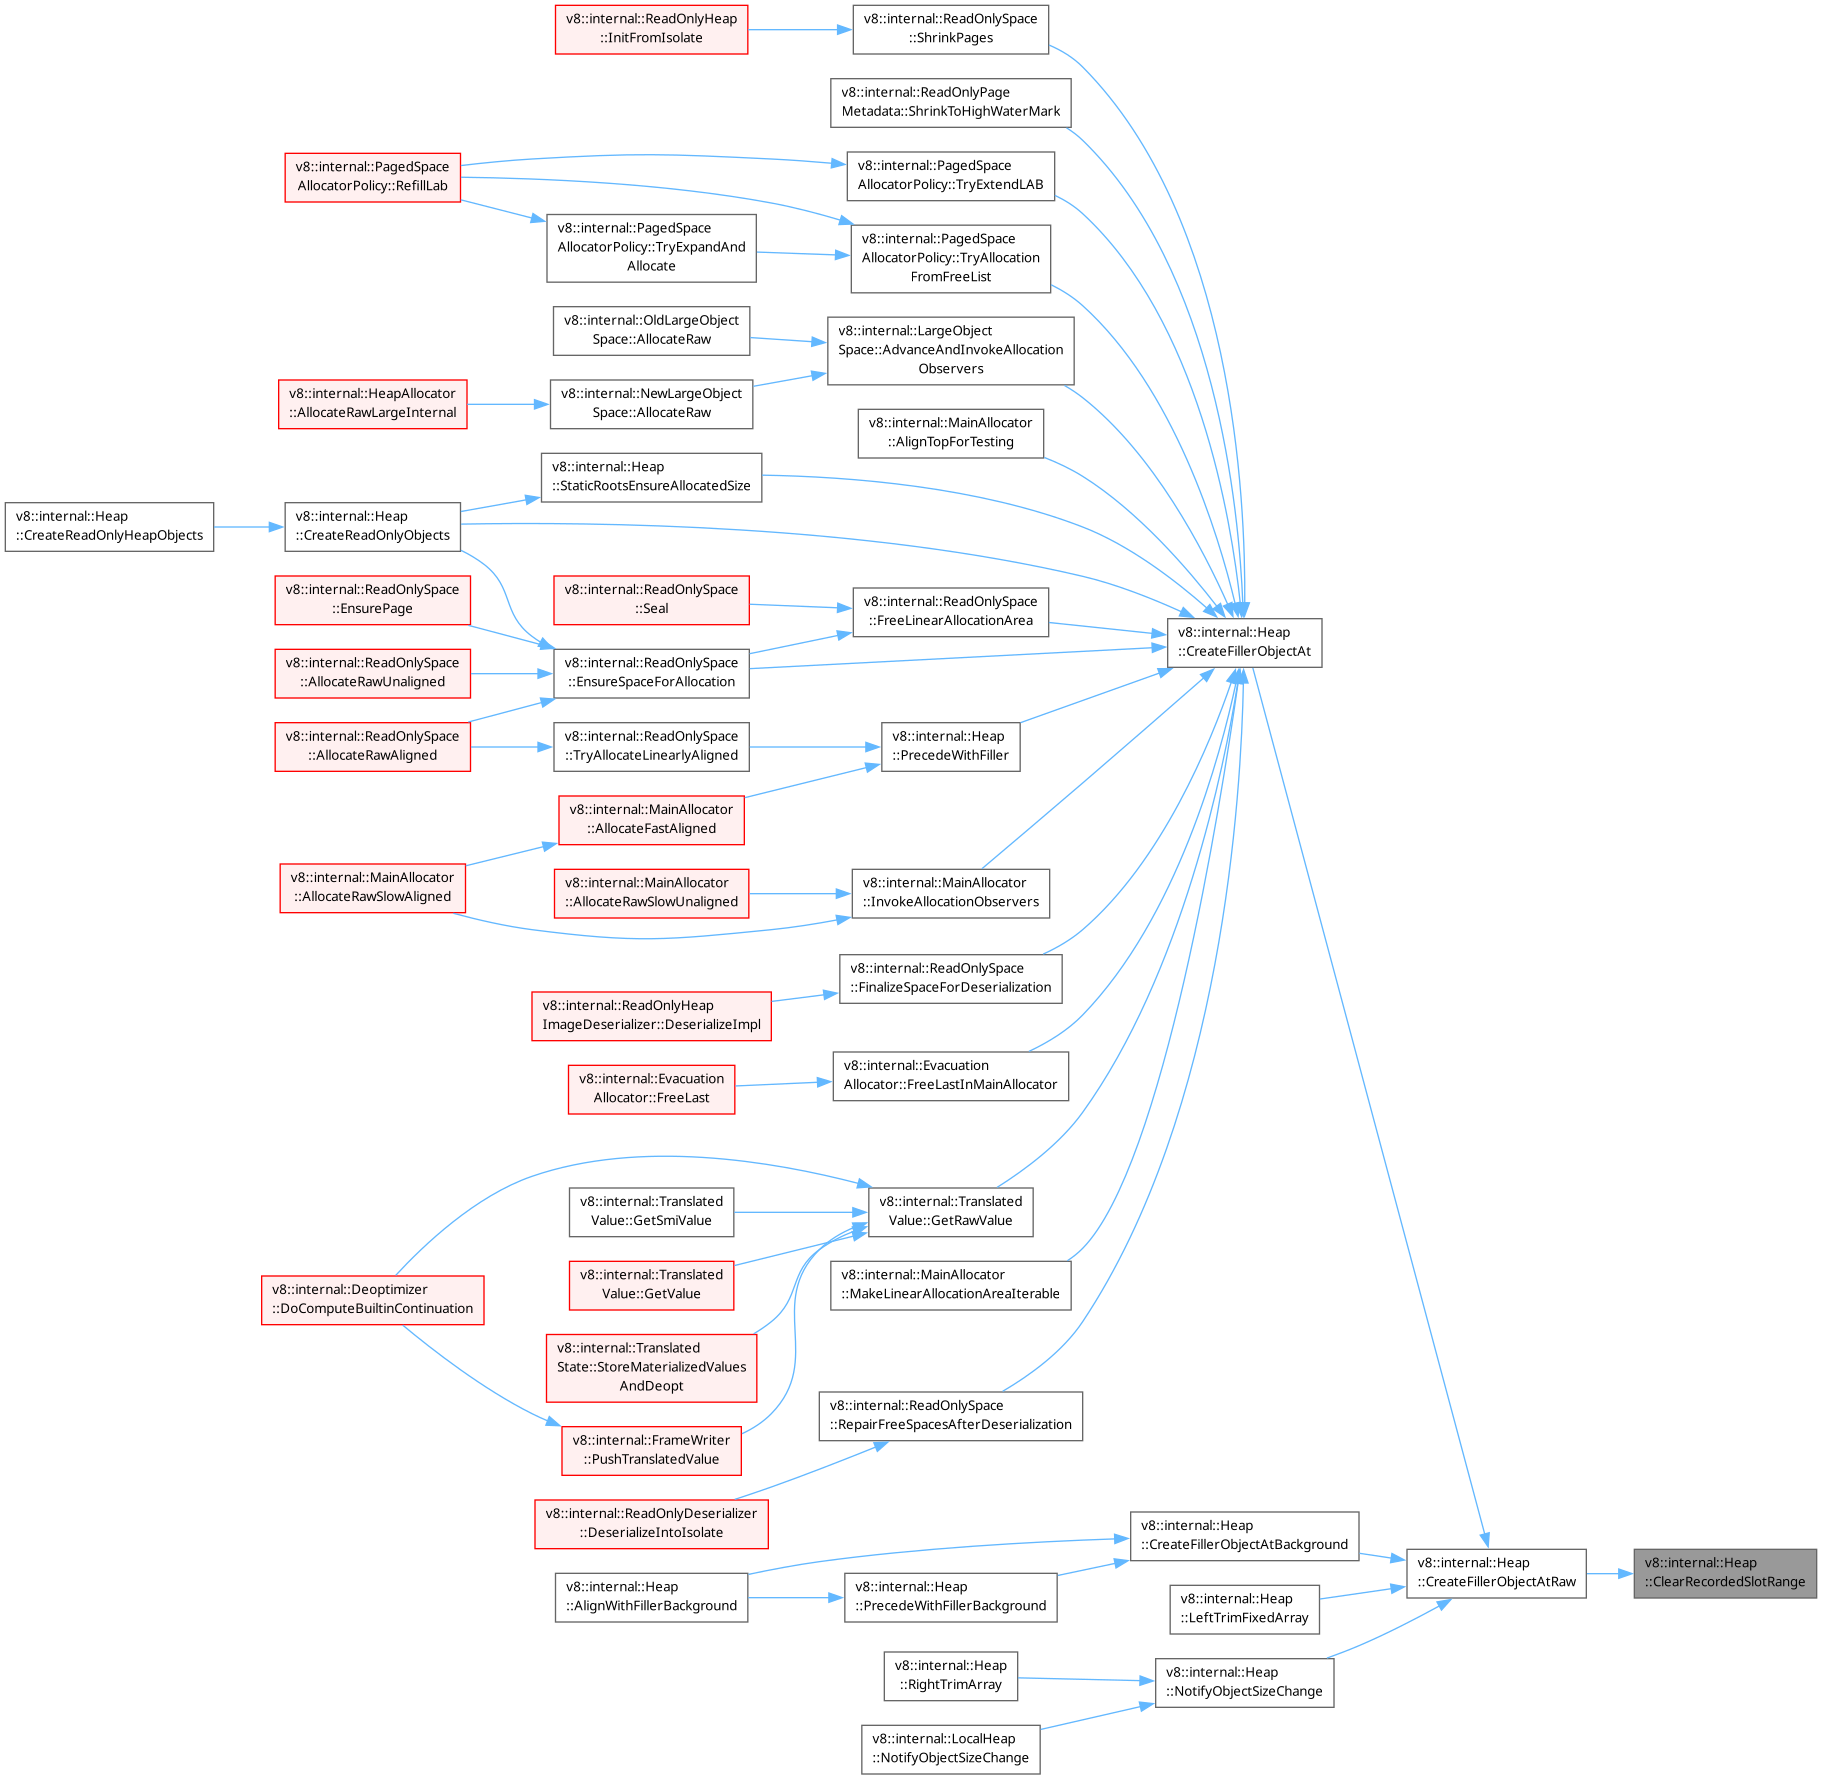 v8::internal::ReadOnlyHeap
::InitFromIsolate
v8::internal::ReadOnlySpace
::ShrinkPages
v8::internal::ReadOnlyPage
Metadata::ShrinkToHighWaterMark
v8::internal::PagedSpace
AllocatorPolicy::RefillLab
v8::internal::PagedSpace
AllocatorPolicy::TryExtendLAB
v8::internal::PagedSpace
AllocatorPolicy::TryExpandAnd
Allocate
v8::internal::PagedSpace
AllocatorPolicy::TryAllocation
FromFreeList
v8::internal::OldLargeObject
Space::AllocateRaw
v8::internal::LargeObject
Space::AdvanceAndInvokeAllocation
Observers
v8::internal::HeapAllocator
::AllocateRawLargeInternal
v8::internal::NewLargeObject
Space::AllocateRaw
v8::internal::MainAllocator
::AlignTopForTesting
v8::internal::Heap
::StaticRootsEnsureAllocatedSize
v8::internal::Heap
::CreateReadOnlyHeapObjects
v8::internal::Heap
::CreateReadOnlyObjects
v8::internal::ReadOnlySpace
::EnsurePage
v8::internal::ReadOnlySpace
::Seal
v8::internal::ReadOnlySpace
::FreeLinearAllocationArea
v8::internal::Heap
::CreateFillerObjectAt
v8::internal::ReadOnlySpace
::AllocateRawUnaligned
v8::internal::ReadOnlySpace
::EnsureSpaceForAllocation
v8::internal::ReadOnlySpace
::AllocateRawAligned
v8::internal::ReadOnlySpace
::TryAllocateLinearlyAligned
v8::internal::Heap
::PrecedeWithFiller
v8::internal::MainAllocator
::AllocateFastAligned
v8::internal::MainAllocator
::AllocateRawSlowAligned
v8::internal::MainAllocator
::AllocateRawSlowUnaligned
v8::internal::MainAllocator
::InvokeAllocationObservers
v8::internal::ReadOnlySpace
::FinalizeSpaceForDeserialization
v8::internal::ReadOnlyHeap
ImageDeserializer::DeserializeImpl
v8::internal::Evacuation
Allocator::FreeLast
v8::internal::Evacuation
Allocator::FreeLastInMainAllocator
v8::internal::Translated
Value::GetSmiValue
v8::internal::Translated
Value::GetRawValue
v8::internal::Deoptimizer
::DoComputeBuiltinContinuation
v8::internal::Translated
Value::GetValue
v8::internal::MainAllocator
::MakeLinearAllocationAreaIterable
v8::internal::Translated
State::StoreMaterializedValues
AndDeopt
v8::internal::ReadOnlySpace
::RepairFreeSpacesAfterDeserialization
v8::internal::FrameWriter
::PushTranslatedValue
v8::internal::ReadOnlyDeserializer
::DeserializeIntoIsolate
v8::internal::Heap
::CreateFillerObjectAtBackground
v8::internal::Heap
::CreateFillerObjectAtRaw
v8::internal::Heap
::ClearRecordedSlotRange
v8::internal::Heap
::AlignWithFillerBackground
v8::internal::Heap
::PrecedeWithFillerBackground
v8::internal::Heap
::LeftTrimFixedArray
v8::internal::Heap
::RightTrimArray
v8::internal::Heap
::NotifyObjectSizeChange
v8::internal::LocalHeap
::NotifyObjectSizeChange